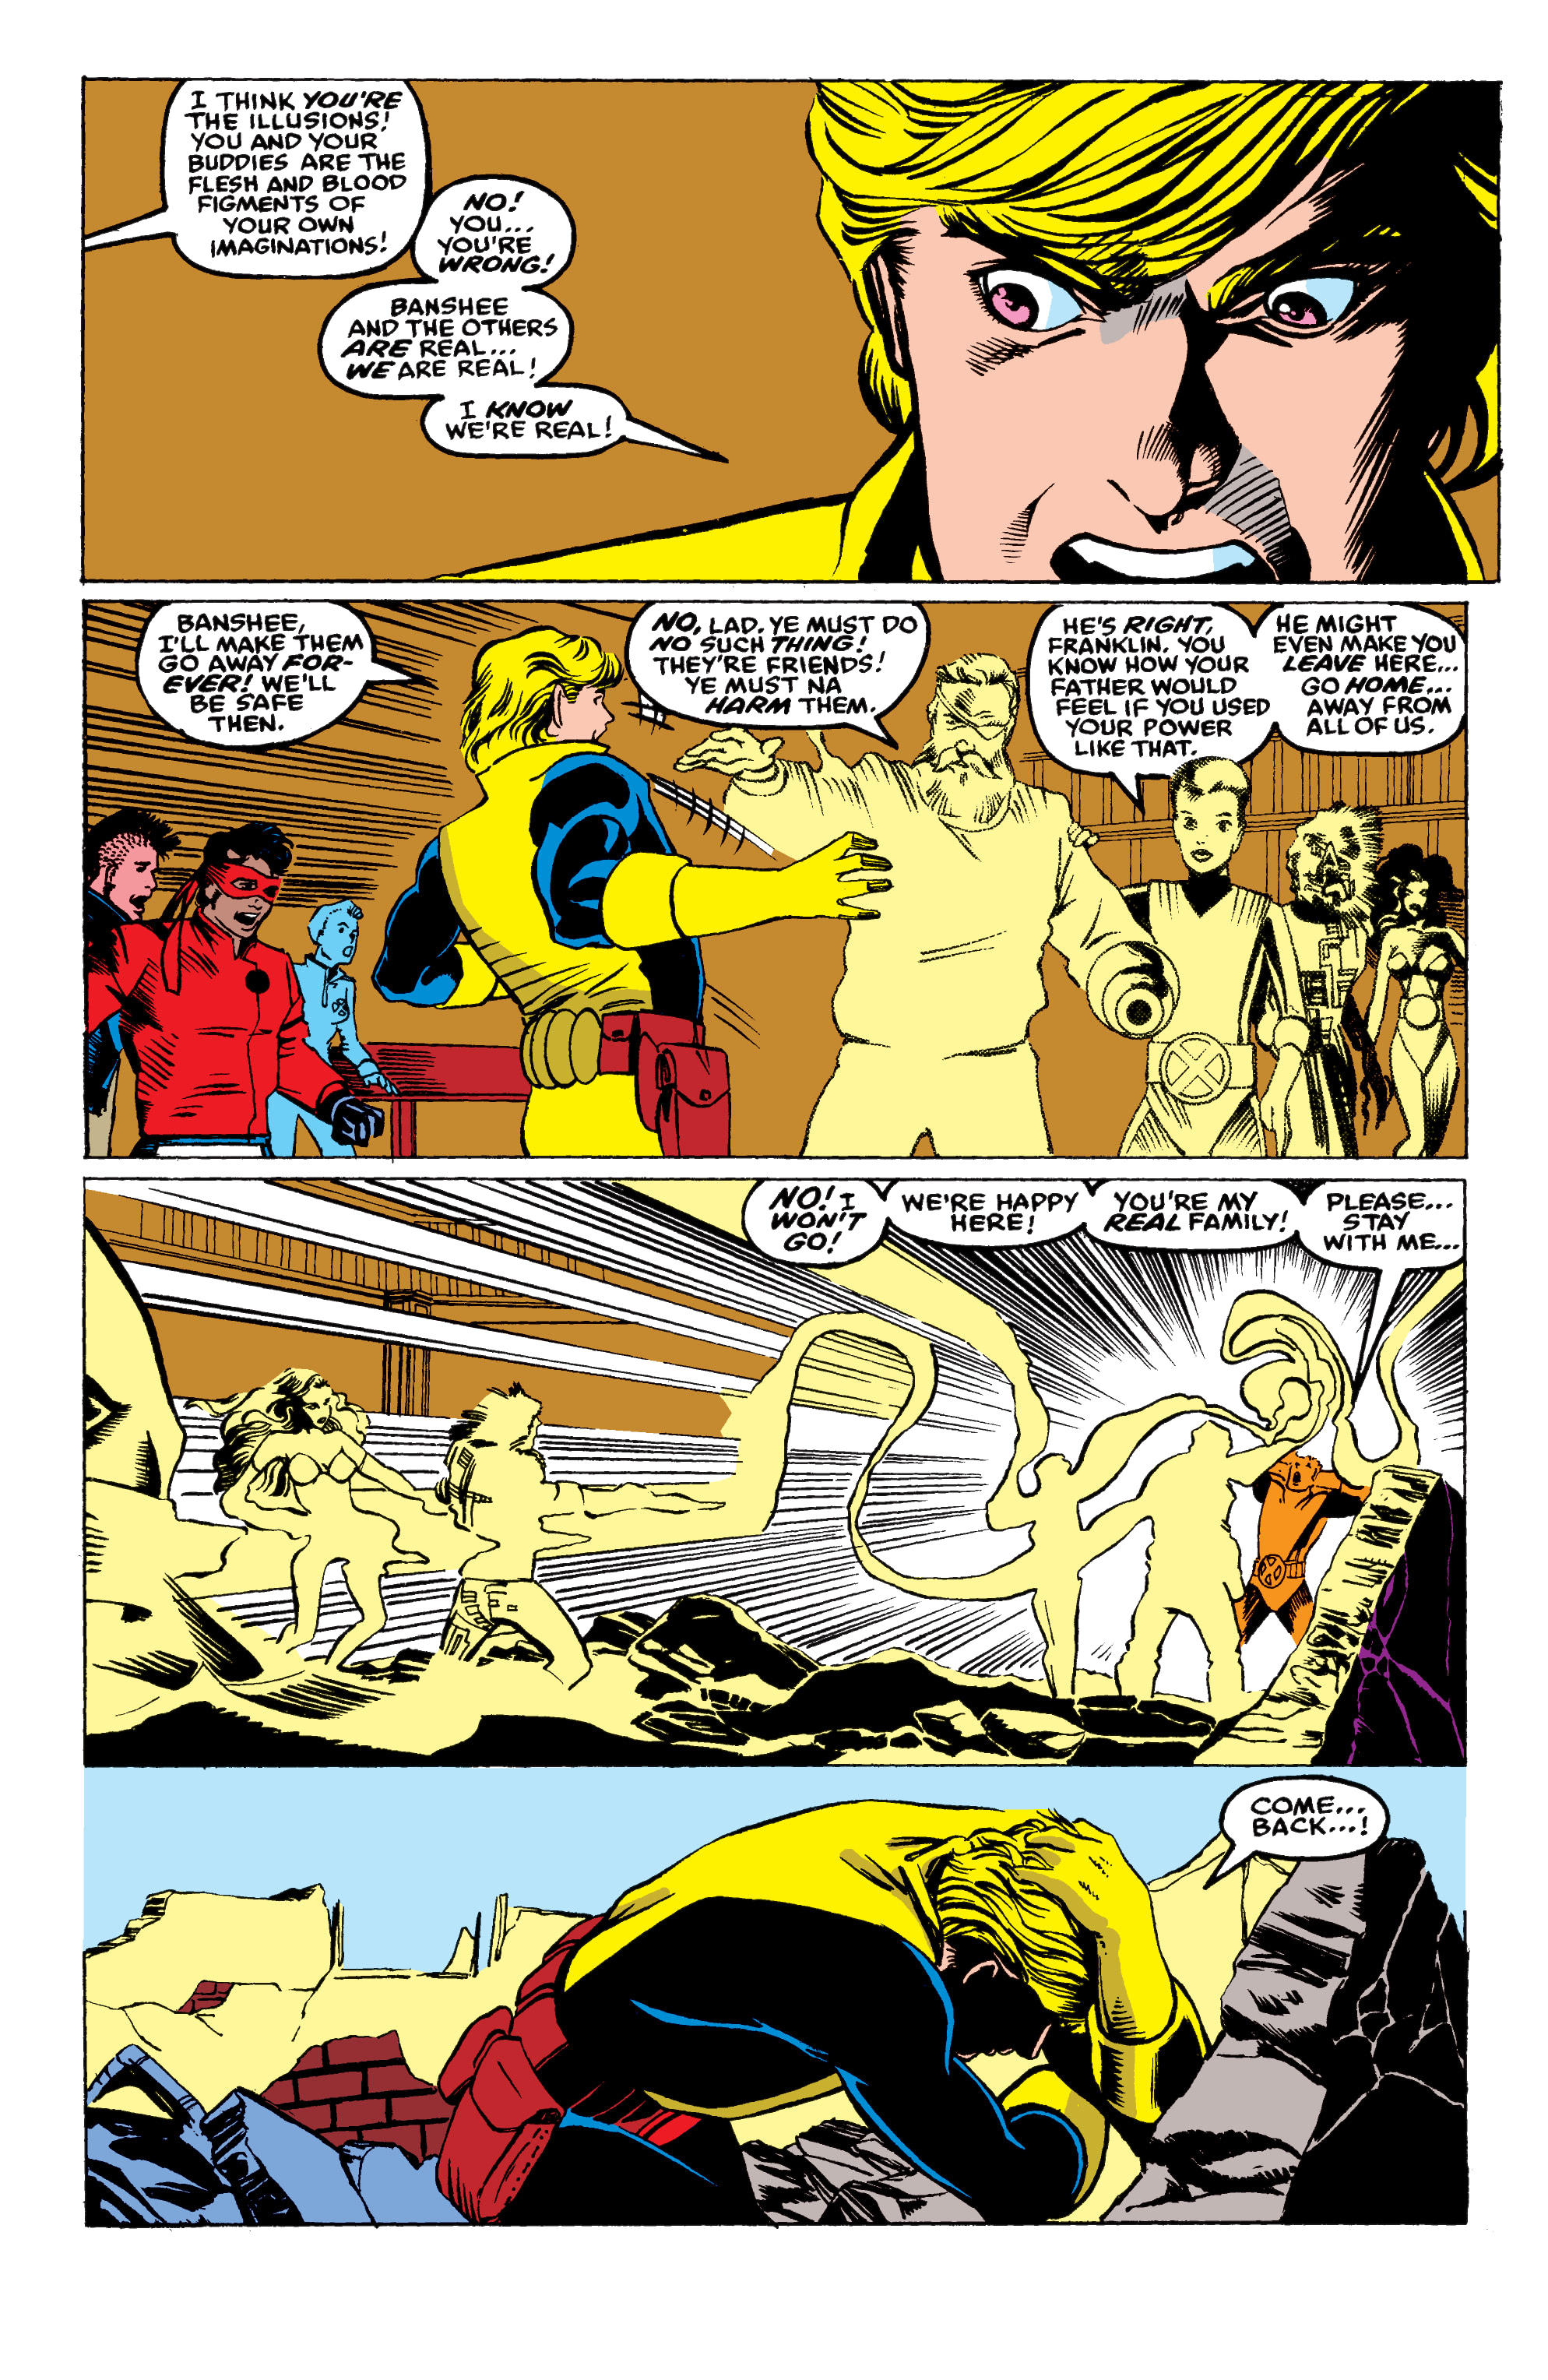 I THINK YOU'RE
THE ILLUSIONS!
YOU AND YOUR
BUDDIES ARE THE
FLESH AND BLOOD
FIGMENTS OF
YOUR OWN
IMAGINATIONS!
NO!
YOU...
YOU'RE
WRONG!
BANSHEE
AND THE OTHERS
ARE REAL...
WE ARE REAL!
I KNOW
WE'RE REAL!
BANSHEE,
I'LL MAKE THEM
GO AWAY FOR-
EVER! WE'LL
BE SAFE
THEN.
NO, LAD. YE MUST DO
NO SUCH THING!
THEY'RE FRIENDS!
YE MUST NA
HARM THEM.
HE'S RIGHT,
FRANKLIN. YOU
KNOW HOW YOUR
FATHER WOULD
FEEL IF YOU USED
YOUR POWER
LIKE THAT.
HE MIGHT
EVEN MAKE YOU
LEAVE HERE...
GO HOME...
AWAY FROM
ALL OF US.
NO! I
WON'T
GO!
WE'RE HAPPY
HERE!
YOU'RE MY
REAL FAMILY!
PLEASE...
STAY
WITH ME...
COME...
BACK...!